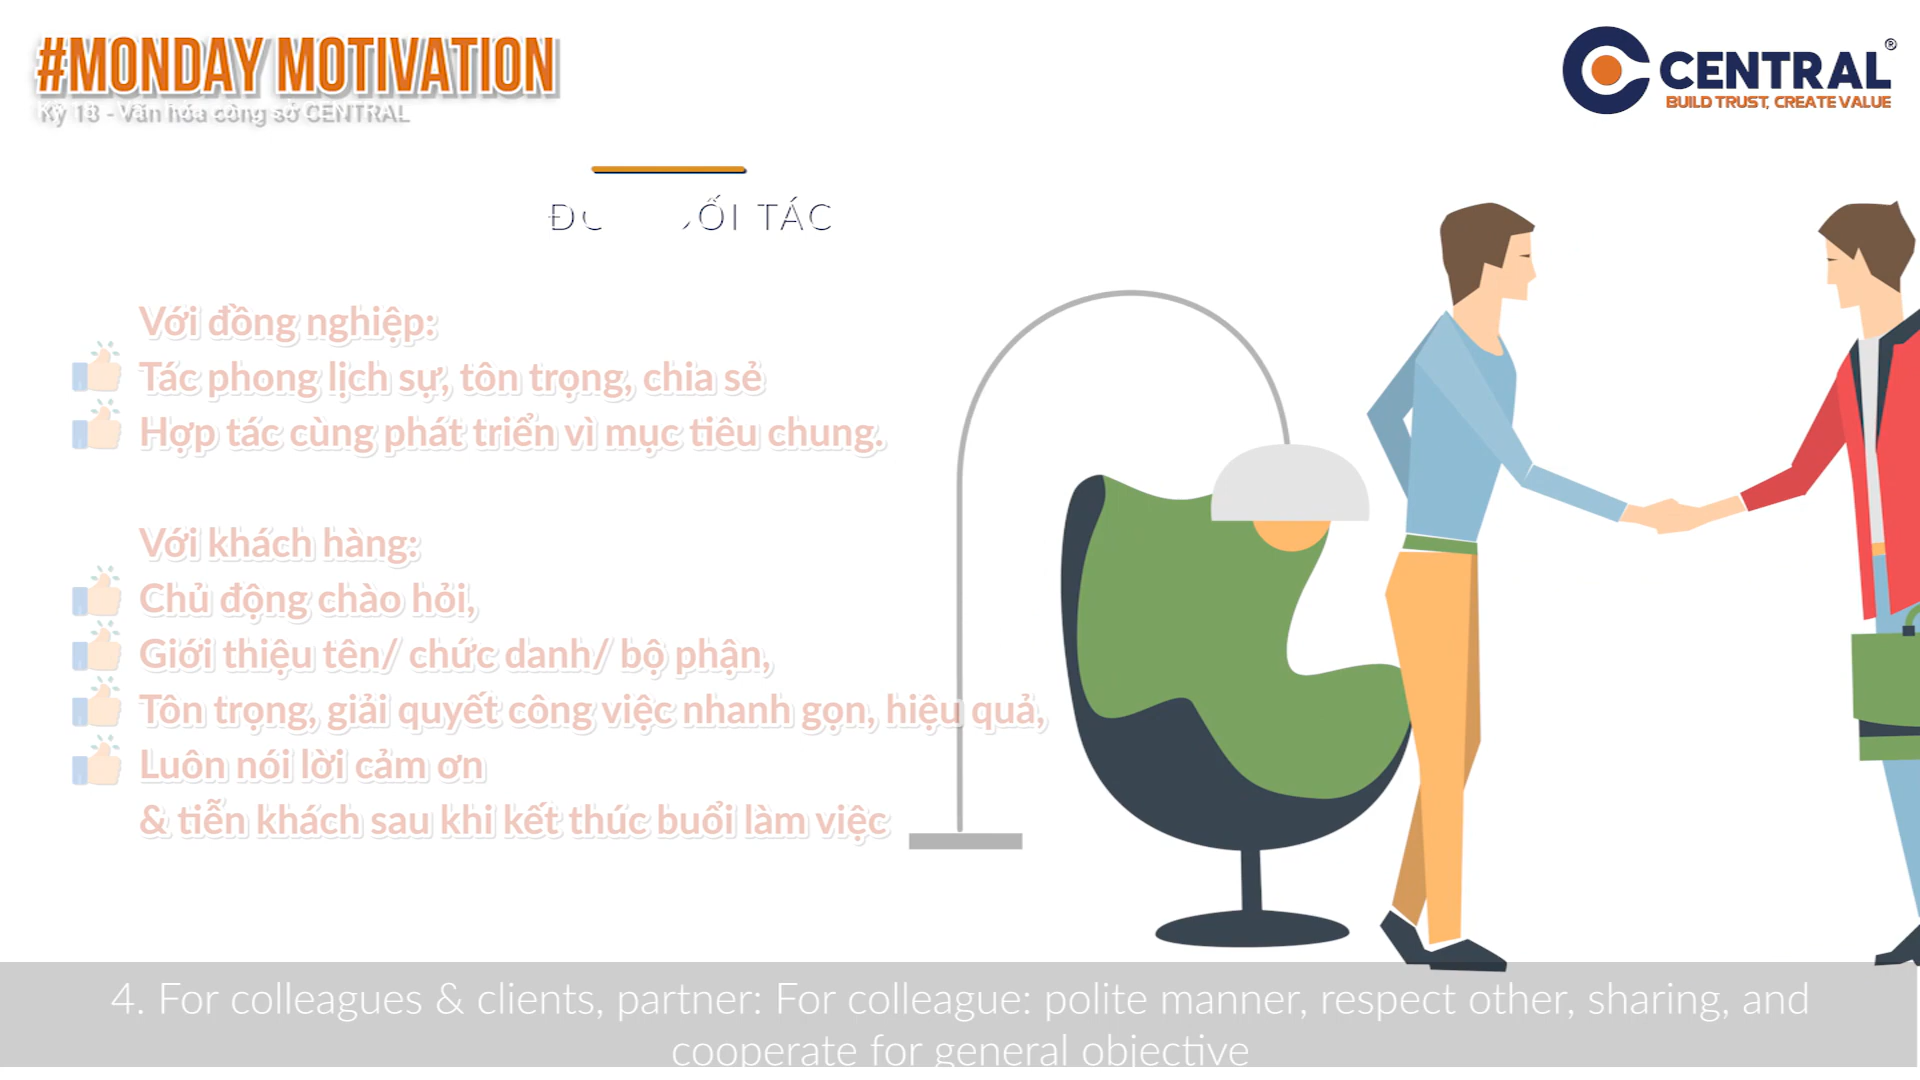 #MONDAY MOTIVATION
Kỳ 18 - Văn hóa công sở CENTRAL
CENTRAL®
BUILD TRUST, CREATE VALUE
TÁC
Với đồng nghiệp:
Tác phong lịch sự, tôn trọng, chia sẻ
Hợp tác cùng phát triển vì mục tiêu chung.
Với khách hàng:
Chủ động chào hỏi,
Giới thiệu tên/ chức danh/ bộ phận,
Tôn trọng, giải quyết công việc nhanh gọn, hiệu quả,
Luôn nói lời cảm ơn
& tiễn khách sau khi kết thúc buổi làm việc
4. For colleagues & clients, partner: For colleague: polite manner, respect other, sharing, and
cooperate for general objective